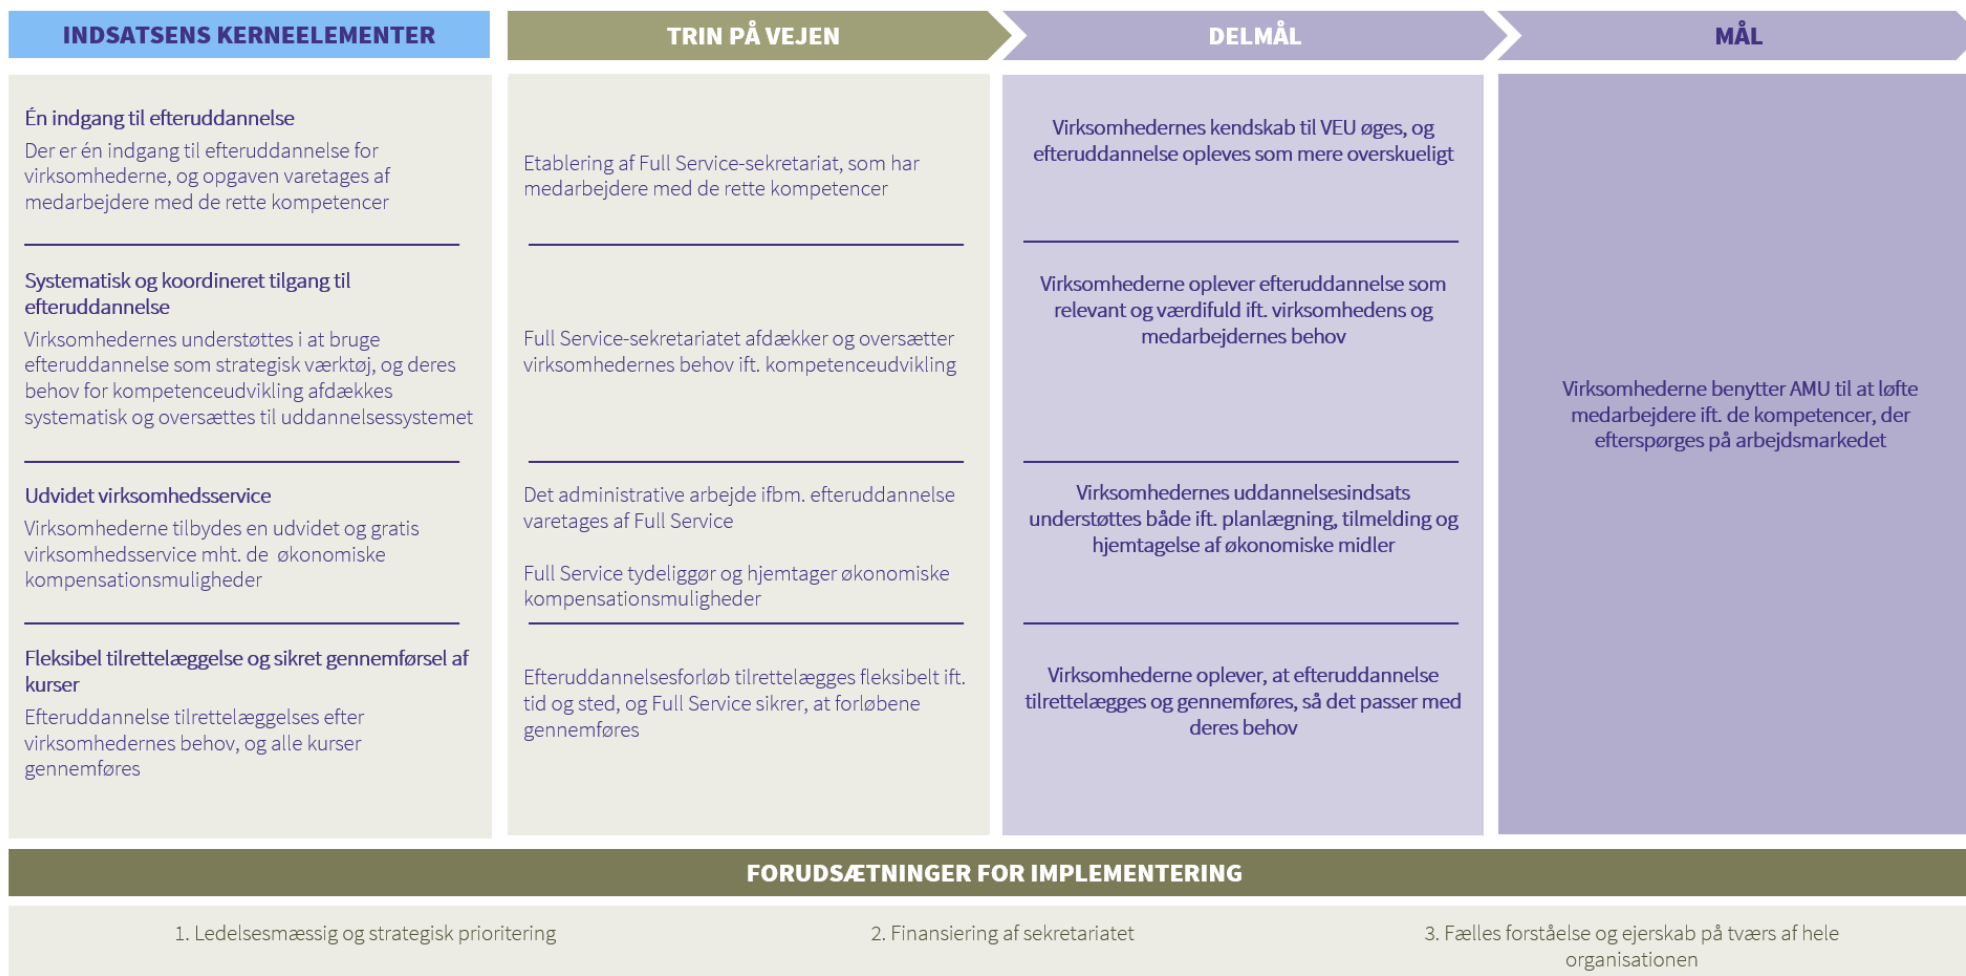 INDSATSENS KERNEELEMENTER
TRIN PÅ VEJEN
DELMÅL
MÅL
Én indgang til efteruddannelse
Der er én indgang til efteruddannelse for
virksomhederne, og opgaven varetages af
medarbejdere med de rette kompetencer
Etablering af Full Service-sekretariat, som har
medarbejdere med de rette kompetencer
Virksomhedernes kendskab til VEU øges, og
efteruddannelse opleves som mere overskueligt
Systematisk og koordineret tilgang til
efteruddannelse
Virksomhedernes understøttes i at bruge
efteruddannelse som strategisk værktøj, og deres
behov for kompetenceudvikling afdækkes
systematisk og oversættes til uddannelsessystemet
Full Service-sekretariatet afdækker og oversætter
virksomhedernes behov ift. kompetenceudvikling
Virksomhederne oplever efteruddannelse som
relevant og værdifuld ift. virksomhedens og
medarbejdernes behov
Virksomhederne benytter AMU til at løfte
medarbejdere ift. de kompetencer, der
efterspørges på arbejdsmarkedet
Udvidet virksomhedsservice
Virksomhederne tilbydes en udvidet og gratis
virksomhedsservice mht. de  økonomiske
kompensationsmuligheder
Det administrative arbejde ifbm. efteruddannelse
varetages af Full Service
Full Service tydeliggør og hjemtager økonomiske
kompensationsmuligheder
Virksomhedernes uddannelsesindsats
understøttes både ift. planlægning, tilmelding og
hjemtagelse af økonomiske midler
Fleksibel tilrettelæggelse og sikret gennemførsel af
kurser
Efteruddannelse tilrettelæggelses efter
virksomhedernes behov, og alle kurser
gennemføres
Efteruddannelsesforløb tilrettelægges fleksibelt ift.
tid og sted, og Full Service sikrer, at forløbene
gennemføres
Virksomhederne oplever, at efteruddannelse
tilrettelægges og gennemføres, så det passer med
deres behov
FORUDSÆTNINGER FOR IMPLEMENTERING
1. Ledelsesmæssig og strategisk prioritering
2. Finansiering af sekretariatet
3. Fælles forståelse og ejerskab på tværs af hele
organisationen